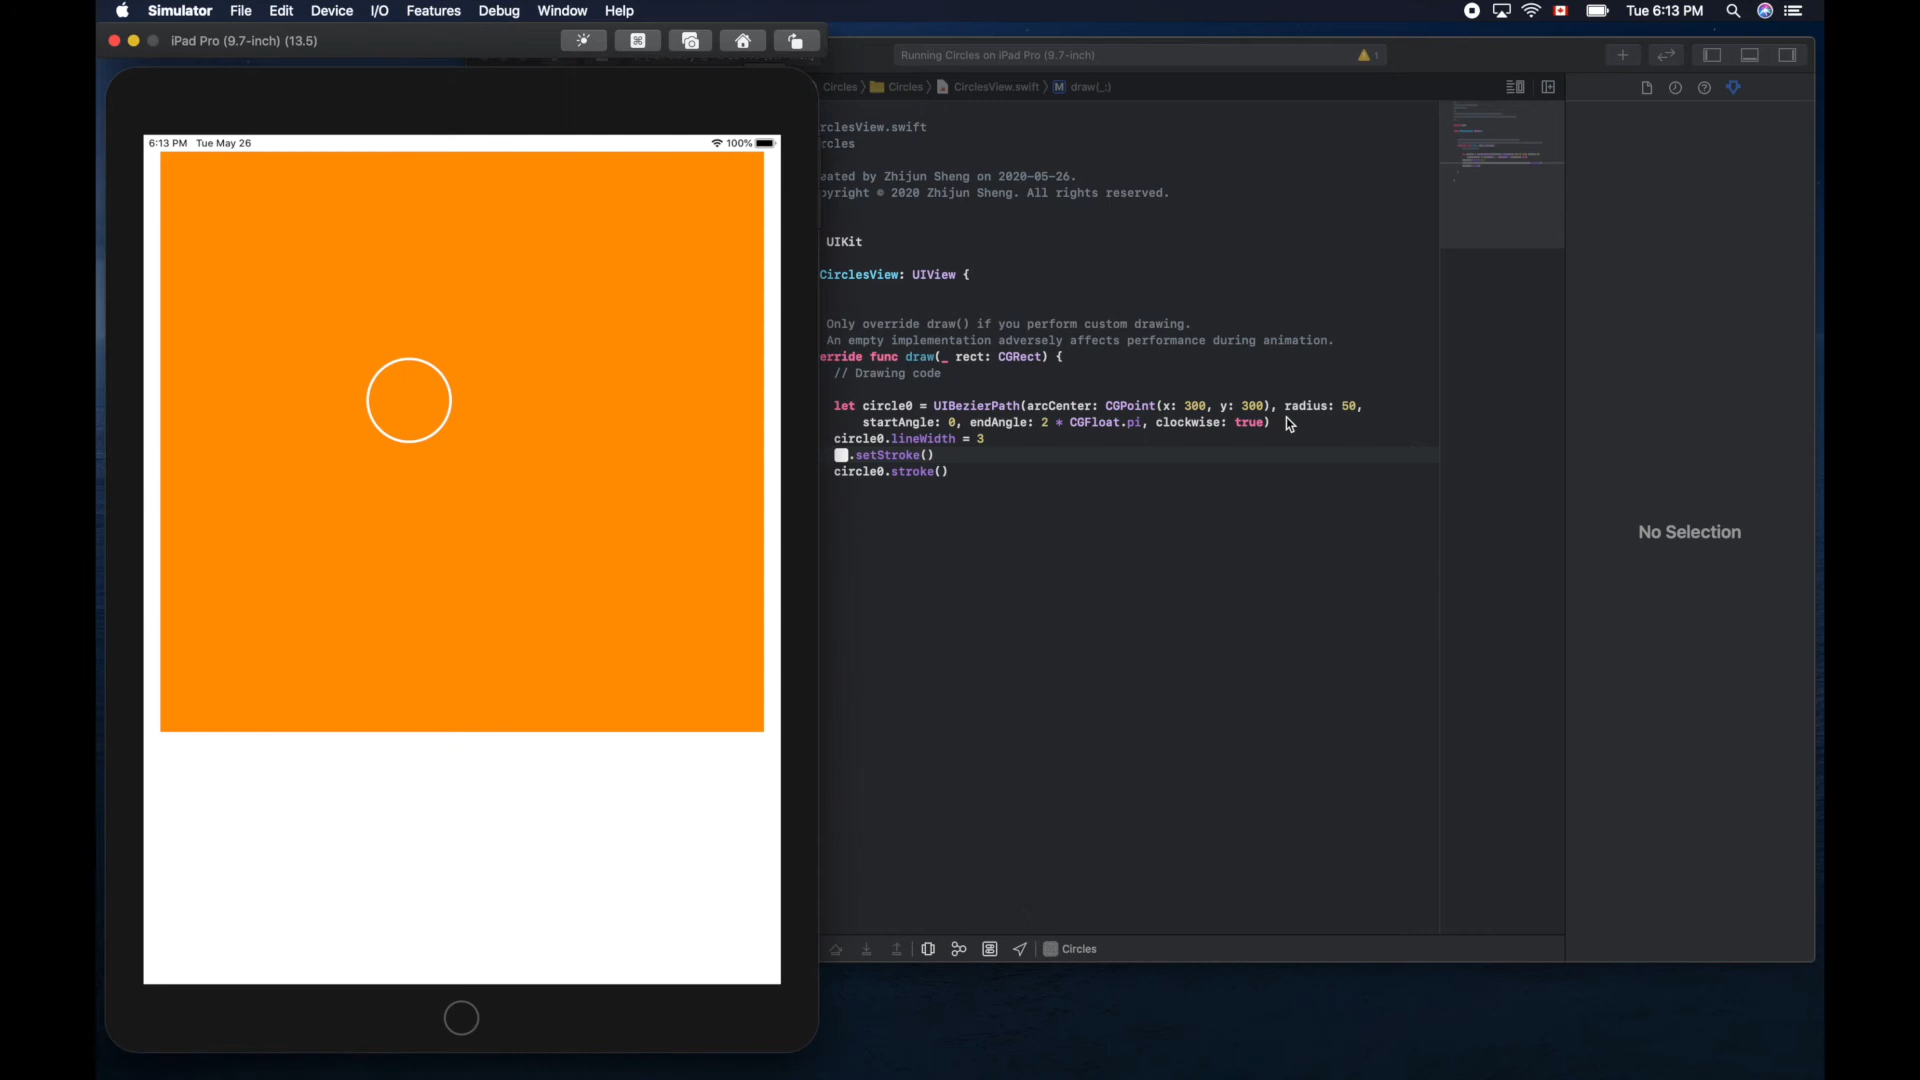 Simulator File Edit Device I/O Features Debug Window Help
Tue 6:13 PM
iPad Pro (9.7-inch) (13.5)
Running Circles on iPad Pro (9.7-inch)
1
Circles
Circles
CirclesView.swift
M draw(_:)
6:13 PM Tue May 26
100%
rclesView.swift
rcles
ated by Zhijun Sheng on 2020-05-26.
pyright © 2020 Zhijun Sheng. All rights reserved.
UIKit
CirclesView: UIView {
Only override draw() if you perform custom drawing.
An empty implementation adversely affects performance during animation.
erride func draw(_ rect: CGRect) {
// Drawing code
let circle0 = UIBezierPath(arcCenter: CGPoint(x: 300, y: 300), radius: 50,
startAngle: 0, endAngle: 2 * CGFloat.pi, clockwise: true)
circle0.lineWidth = 3
.setStroke()
circle0.stroke()
No Selection
Circles